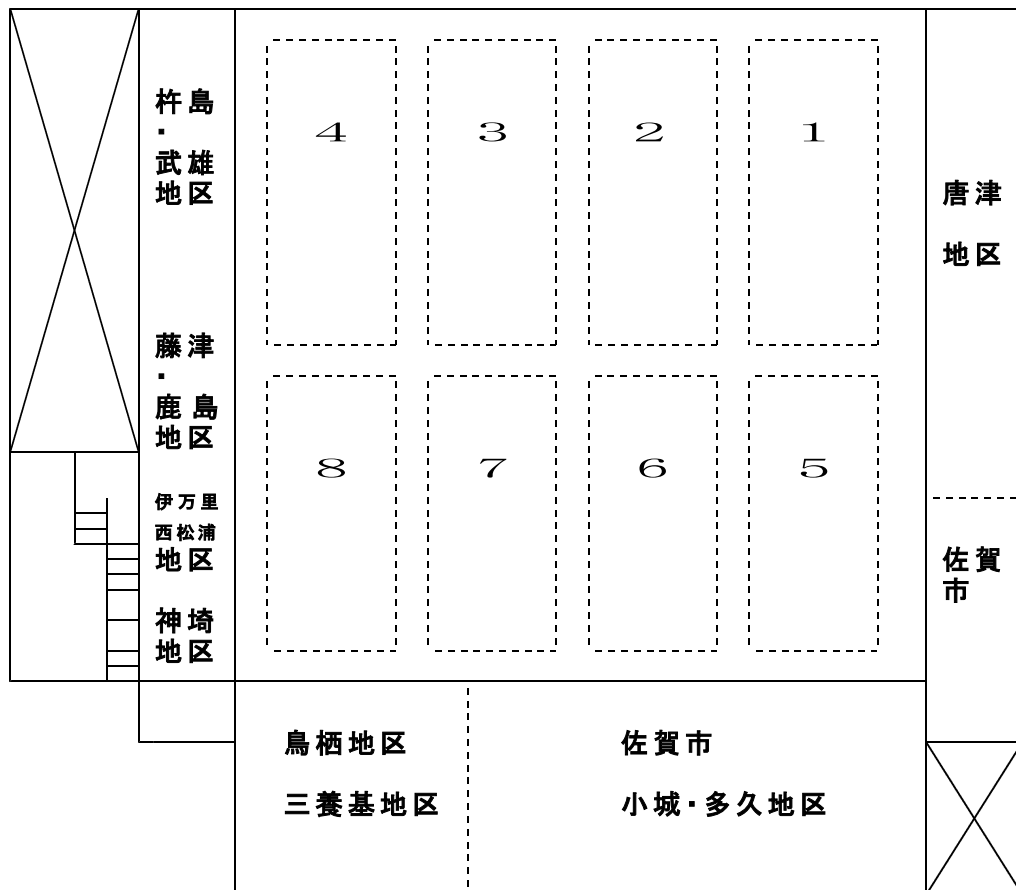 杵島
・
武雄
地区
藤津
・
鹿島
地区
伊万里
西松浦
地区
神埼
地区
4 3 2 1
8 7 6 5
唐津
地区
佐賀
市
鳥栖地区
三養基地区
佐賀市
小城・多久地区